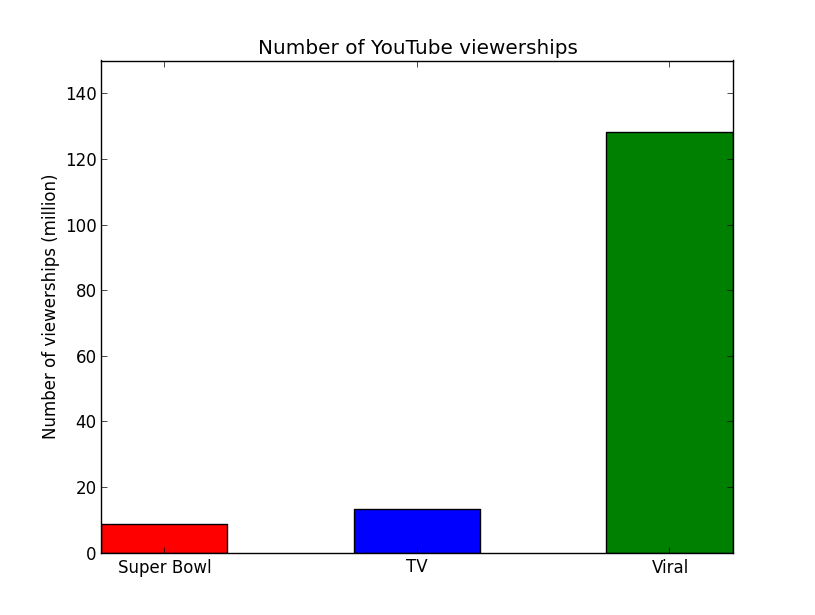 Number of YouTube viewerships
Number of viewerships (million)
140
120
100
80
60
40
20
0
Super Bowl
TV
Viral